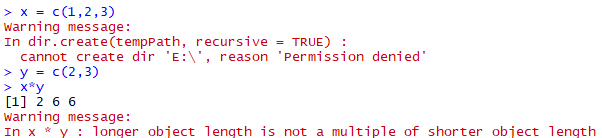 > x = c(1,2,3)
Warning message:
In dir.create(tempPath, recursive = TRUE) :
  cannot create dir 'E:\', reason 'Permission denied'
> y = c(2,3)
> x*y
[1] 2 6 6
Warning message:
In x * y : longer object length is not a multiple of shorter object length